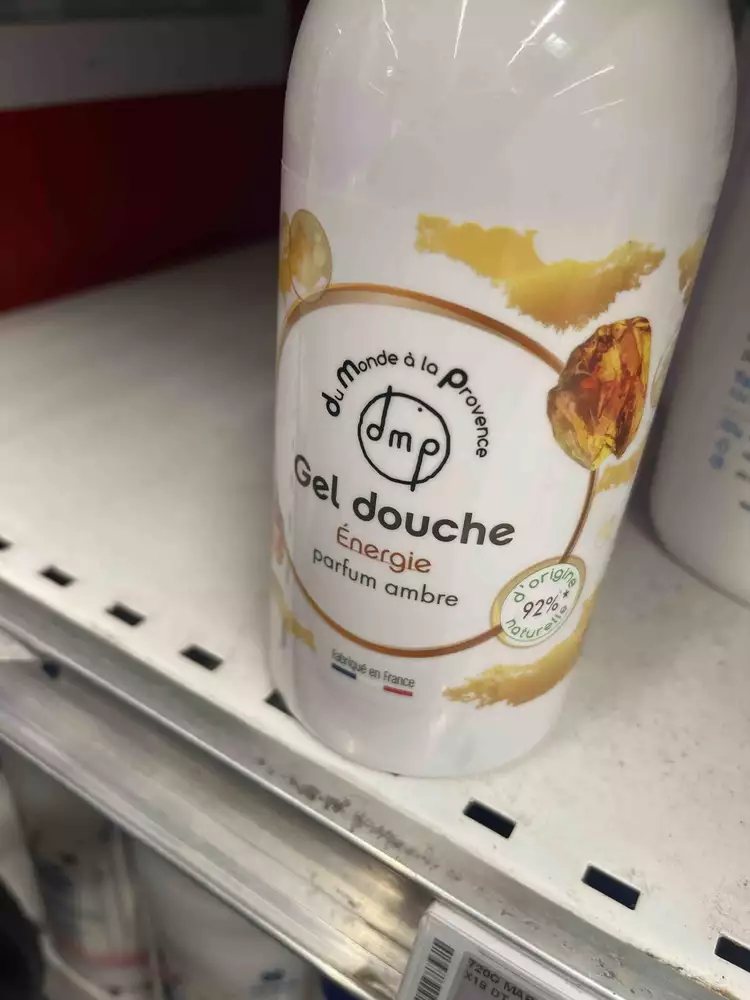 du Monde à la Provence
dmp
Gel douche
Énergie
parfum ambre
d'origine
92%*
naturelle
Fabriqué en France